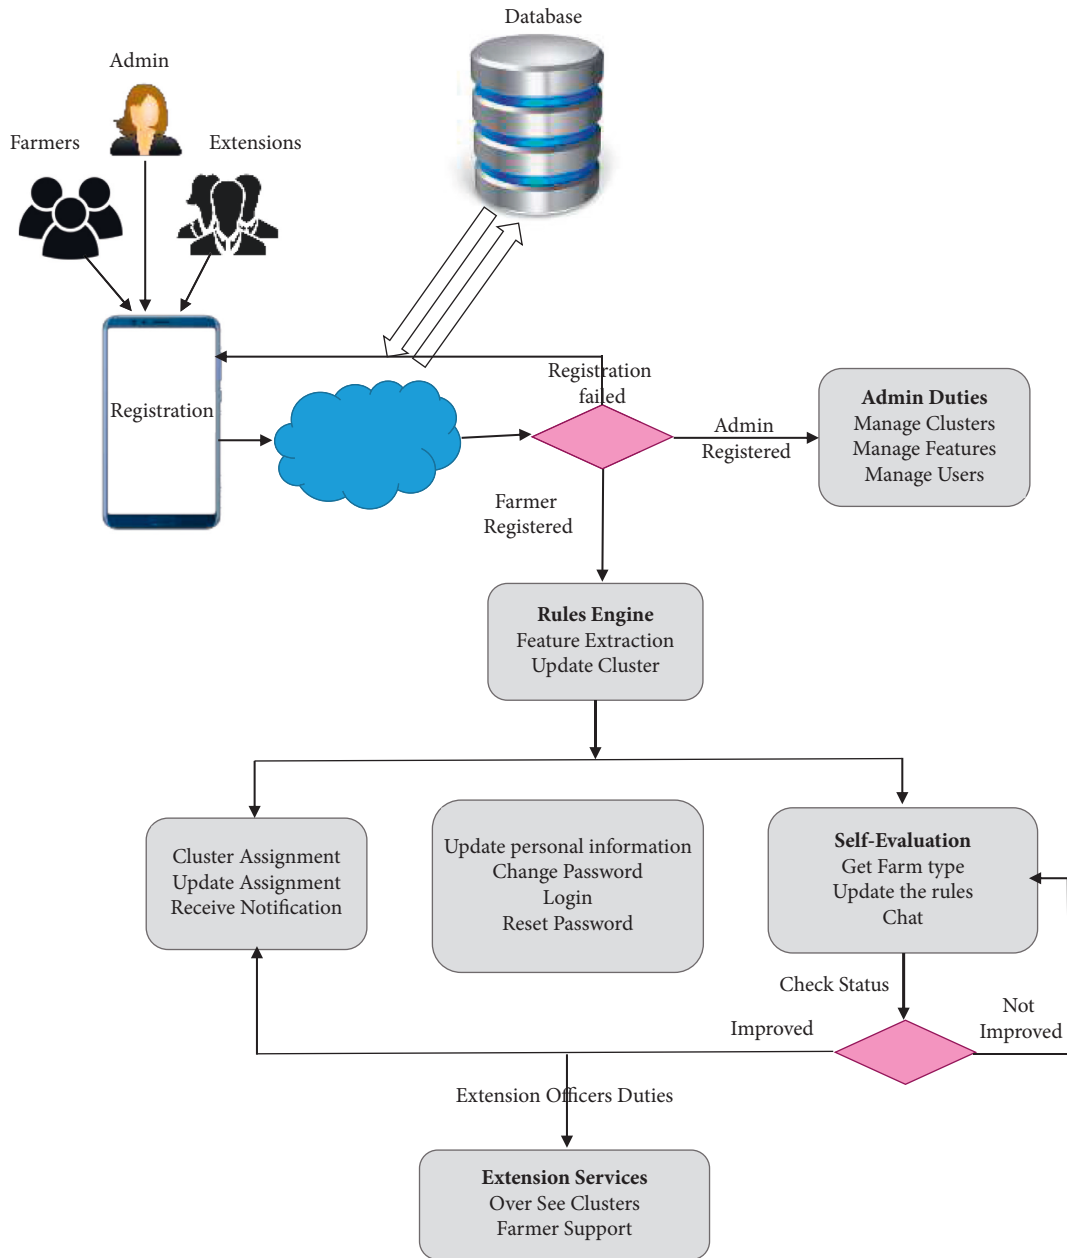 Database
Admin
Farmers
Extensions
Registration
Registration
failed
Admin
Registered
Admin Duties
Manage Clusters
Manage Features
Manage Users
Farmer
Registered
Rules Engine
Feature Extraction
Update Cluster
Cluster Assignment
Update Assignment
Receive Notification
Update personal information
Change Password
Login
Reset Password
Self-Evaluation
Get Farm type
Update the rules
Chat
Check Status
Improved
Not
Improved
Extension Officers Duties
Extension Services
Over See Clusters
Farmer Support